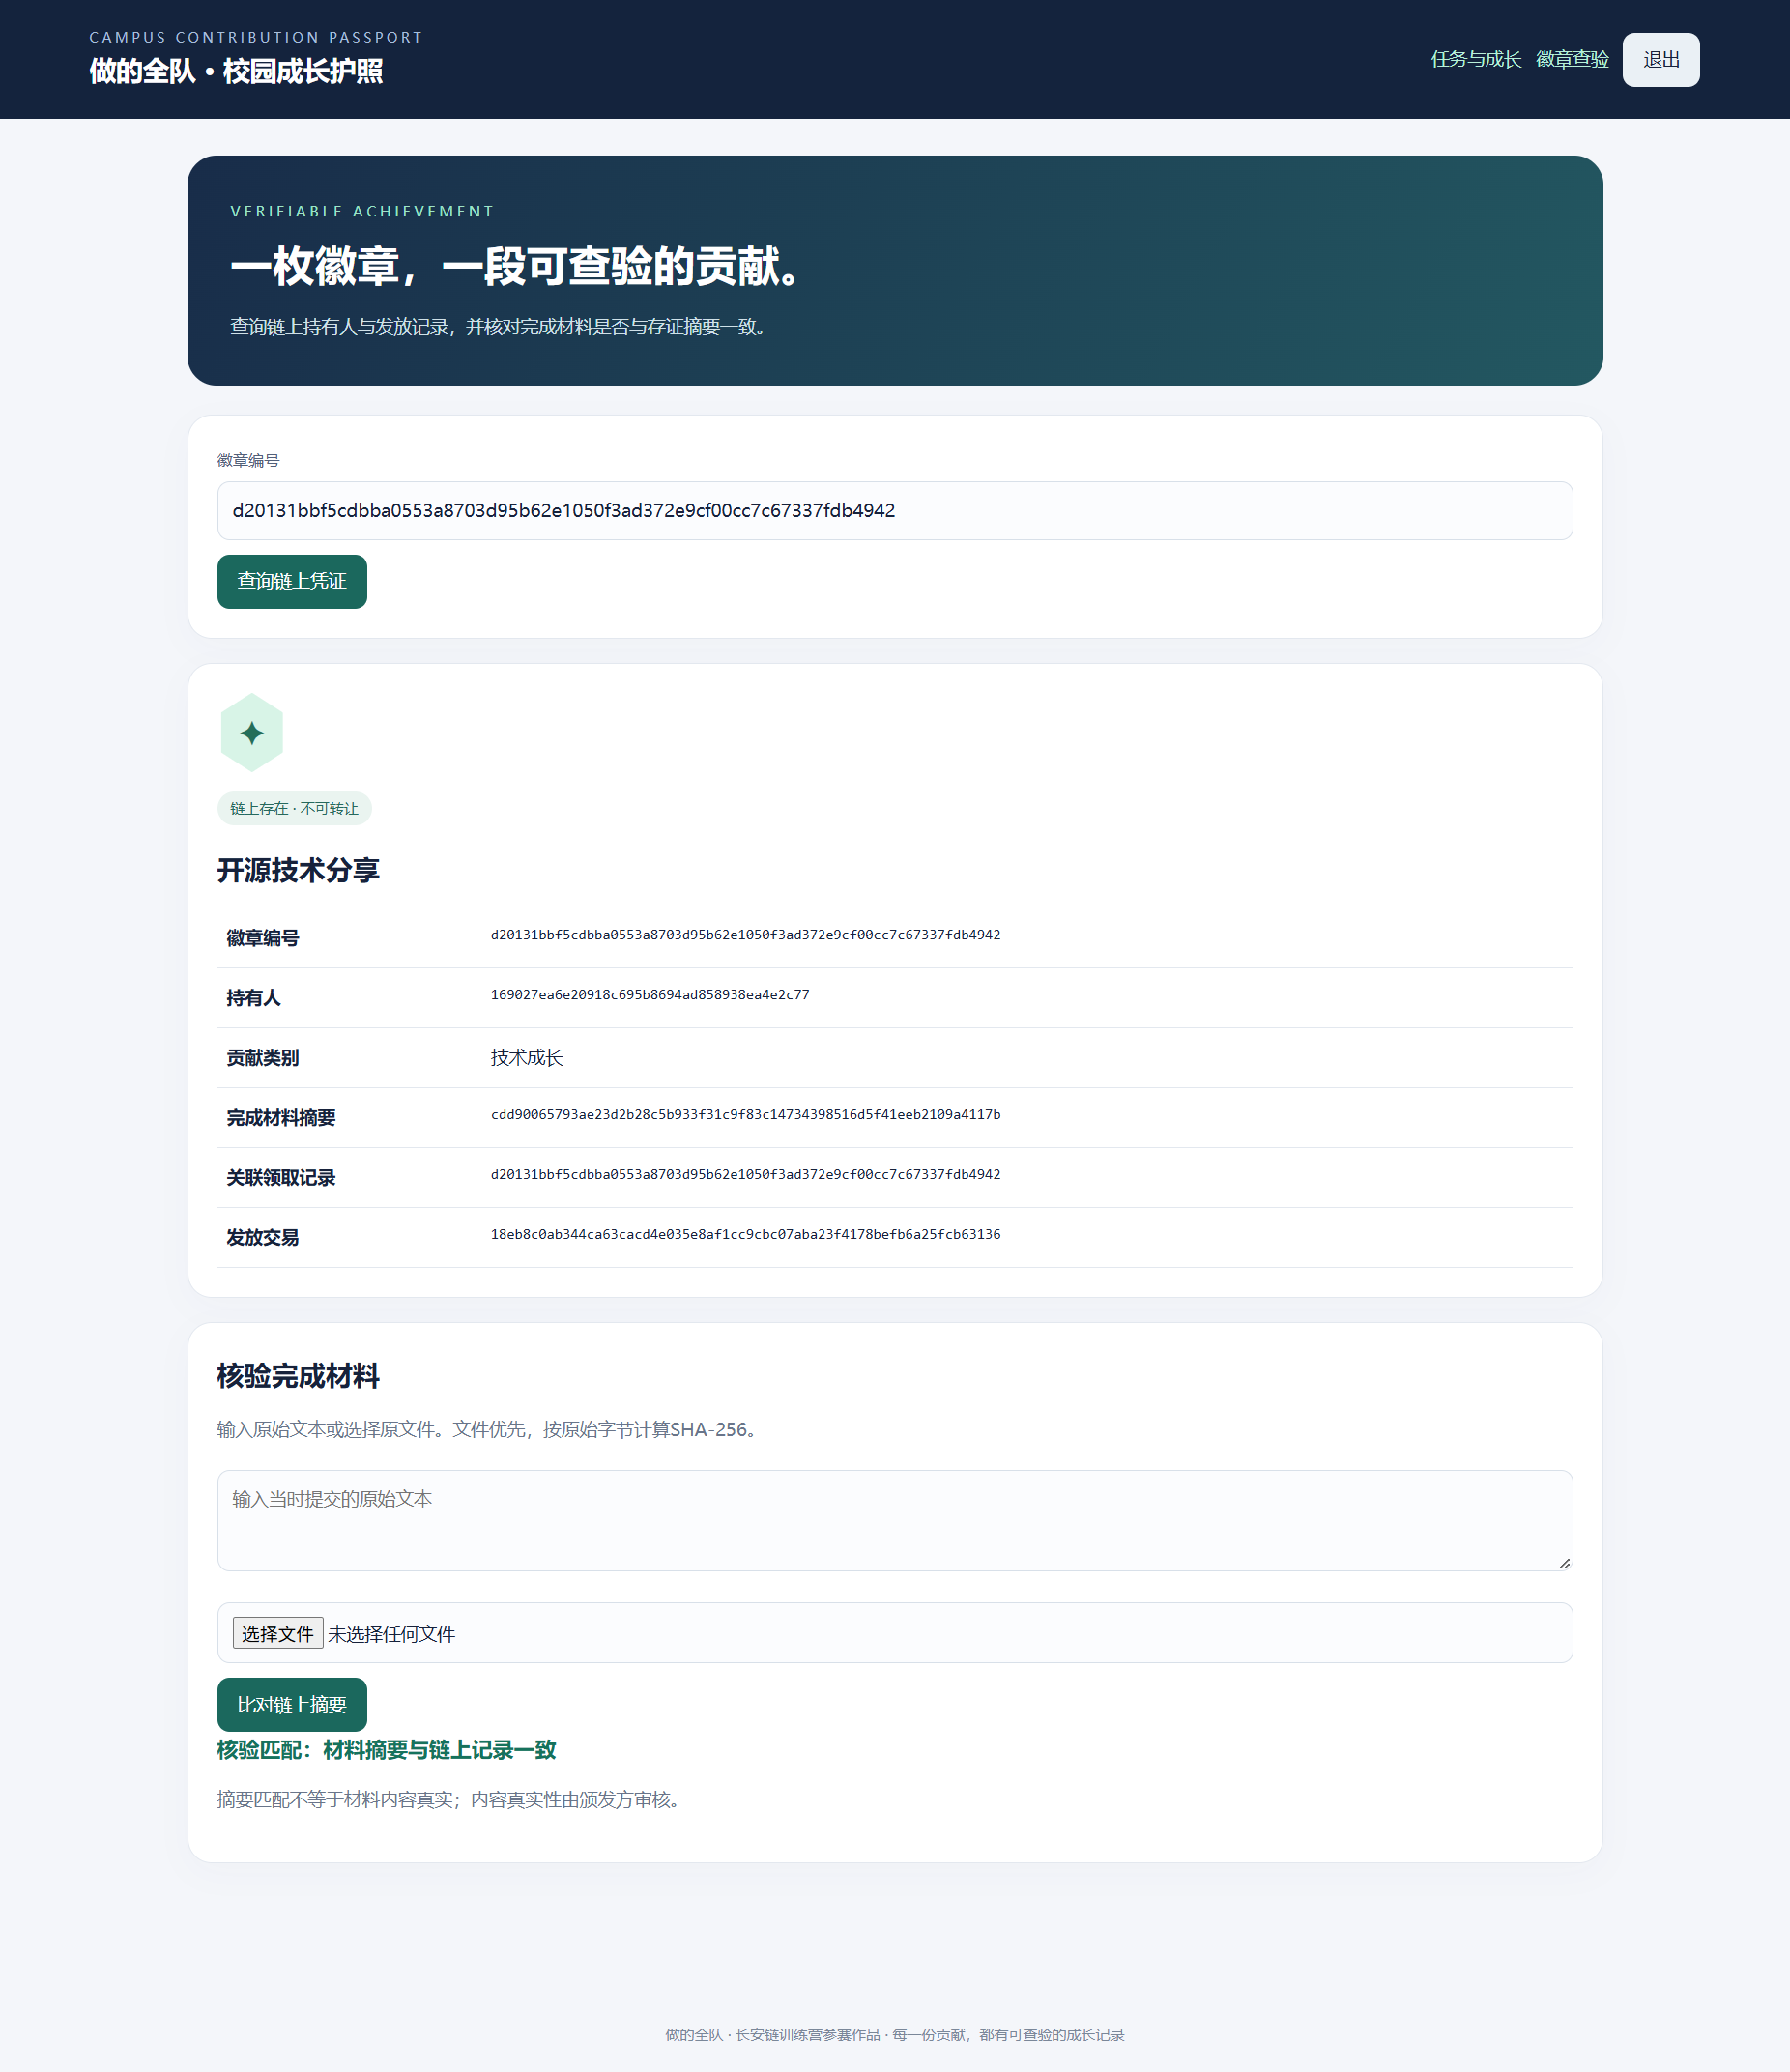 CAMPUS CONTRIBUTION PASSPORT
做的全队 • 校园成长护照
任务与成长 徽章查验 退出
VERIFIABLE ACHIEVEMENT
一枚徽章，一段可查验的贡献。
查询链上持有人与发放记录，并核对完成材料是否与存证摘要一致。
徽章编号
d20131bbf5cdbba0553a8703d95b62e1050f3ad372e9cf00cc7c67337fdb4942
查询链上凭证
链上存在 · 不可转让
开源技术分享
徽章编号 d20131bbf5cdbba0553a8703d95b62e1050f3ad372e9cf00cc7c67337fdb4942
持有人 169027ea6e20918c695b8694ad858938ea4e2c77
贡献类别 技术成长
完成材料摘要 cdd90065793ae23d2b28c5b933f31c9f83c14734398516d5f41eeb2109a4117b
关联领取记录 d20131bbf5cdbba0553a8703d95b62e1050f3ad372e9cf00cc7c67337fdb4942
发放交易 18eb8c0ab344ca63cacd4e035e8af1cc9cbc07aba23f4178befb6a25fcb63136
核验完成材料
输入原始文本或选择原文件。文件优先，按原始字节计算SHA-256。
输入当时提交的原始文本
选择文件 未选择任何文件
比对链上摘要
核验匹配：材料摘要与链上记录一致
摘要匹配不等于材料内容真实；内容真实性由颁发方审核。
做的全队 · 长安链训练营参赛作品 · 每一份贡献，都有可查验的成长记录